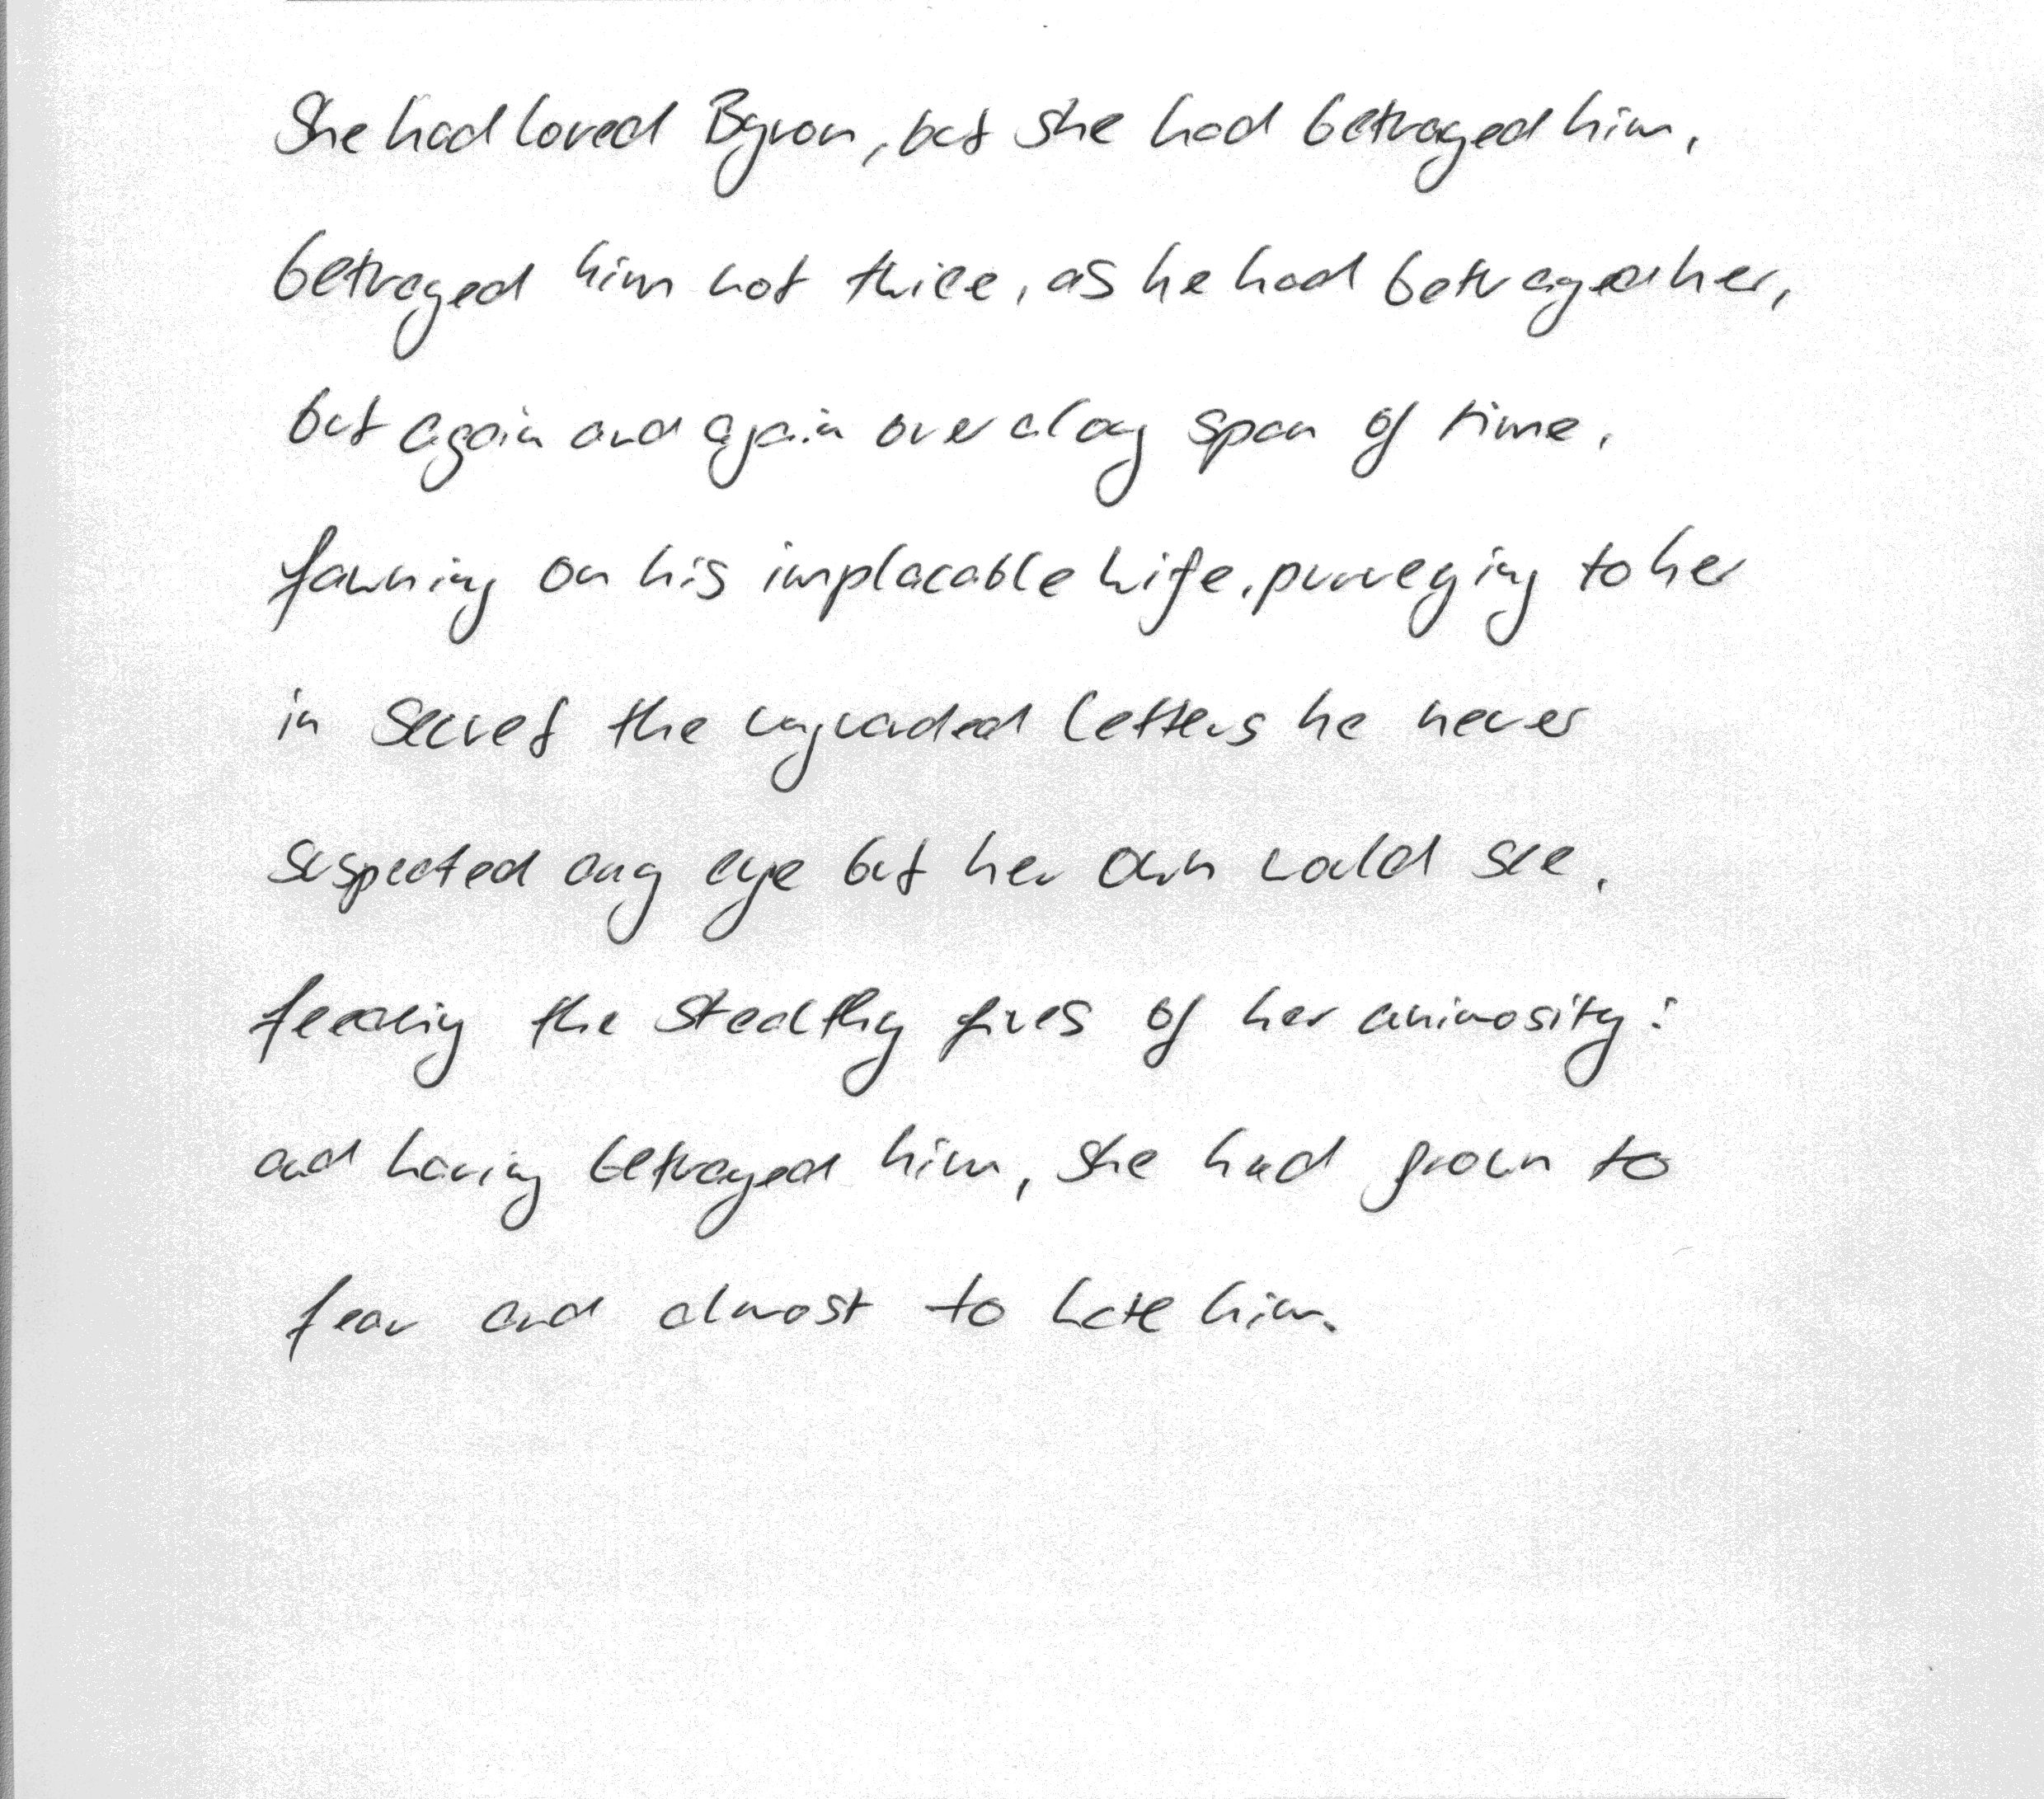 She had loved Byron, but she had betrayed him,
betrayed him not twice, as he had betrayed her,
but again and again over a long span of time,
fawning on his implacable wife, purveying to her
in secret the unguarded letters he never
suspected any eye but her own would see,
feeding the stealthy fires of her animosity:
and having betrayed him, she had grown to
fear and almost to hate him.